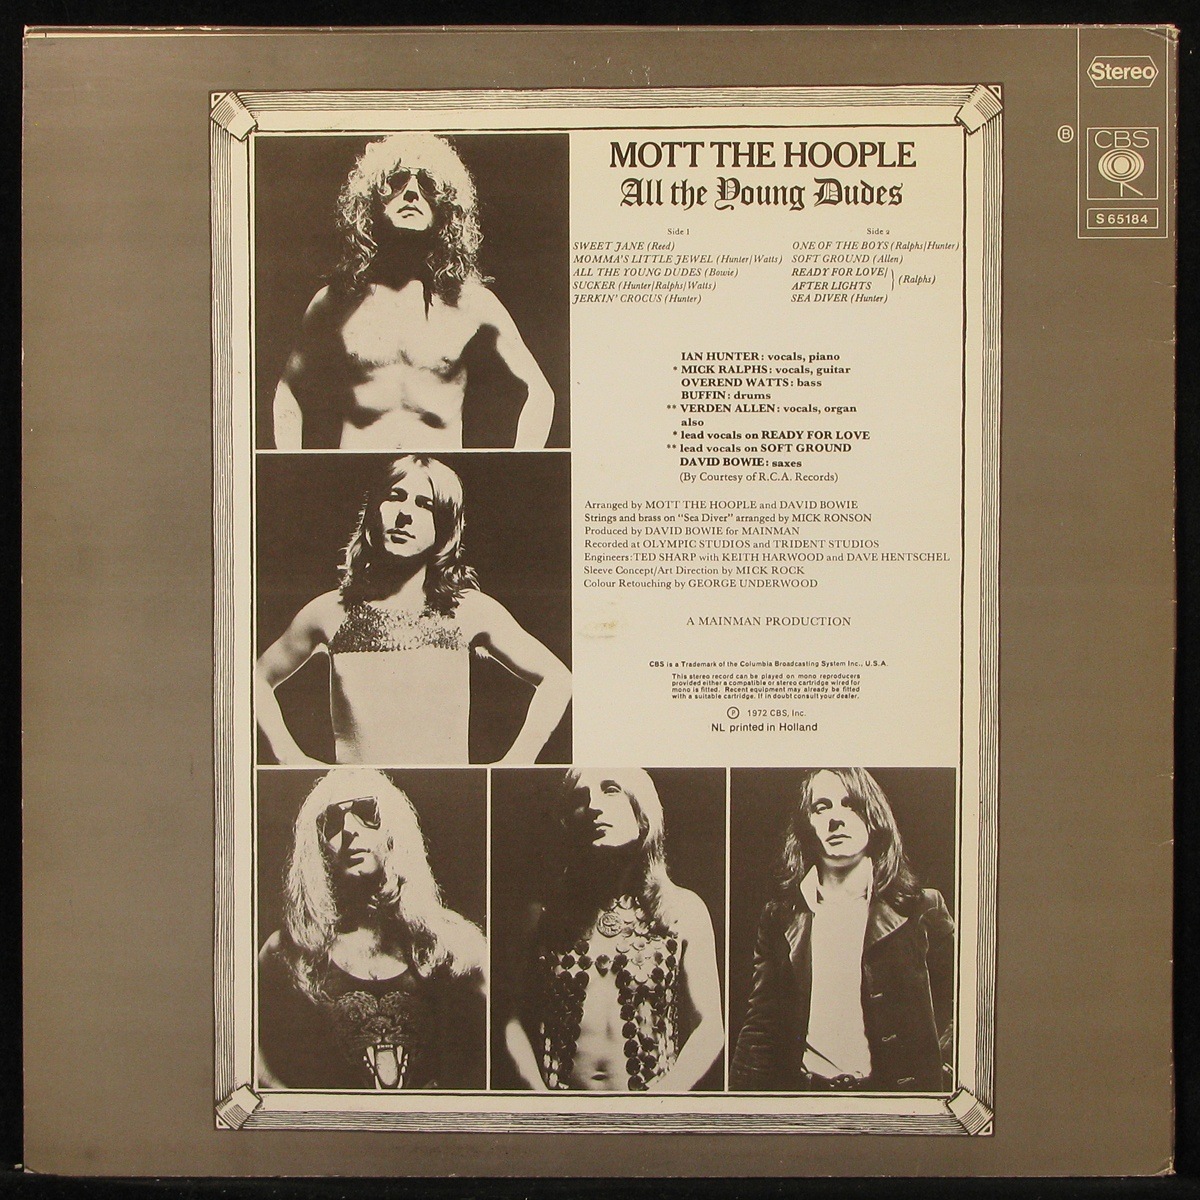 Stereo
B
CBS
S 65184
MOTT THE HOOPLE
All the Young Dudes
Side 1
SWEET JANE (Reed)
MOMMA'S LITTLE JEWEL (Hunter/Watts)
ALL THE YOUNG DUDES (Bowie)
SUCKER (Hunter/Ralphs/Watts)
JERKIN' CROCUS (Hunter)
Side 2
ONE OF THE BOYS (Ralphs/Hunter)
SOFT GROUND (Allen)
READY FOR LOVE/
AFTER LIGHTS (Ralphs)
SEA DIVER (Hunter)
IAN HUNTER: vocals, piano
* MICK RALPHS: vocals, guitar
OVEREND WATTS: bass
BUFFIN: drums
** VERDEN ALLEN: vocals, organ
also
* lead vocals on READY FOR LOVE
** lead vocals on SOFT GROUND
DAVID BOWIE: saxes
(By Courtesy of R.C.A. Records)
Arranged by MOTT THE HOOPLE and DAVID BOWIE
Strings and brass on "Sea Diver" arranged by MICK RONSON
Produced by DAVID BOWIE for MAINMAN
Recorded at OLYMPIC STUDIOS and TRIDENT STUDIOS
Engineers: TED SHARP with KEITH HARWOOD and DAVE HENTSCHEL
Sleeve Concept/Art Direction by MICK ROCK
Colour Retouching by GEORGE UNDERWOOD
A MAINMAN PRODUCTION
CBS is a Trademark of the Columbia Broadcasting System Inc., U.S.A.
This stereo record can be played on mono reproducers
provided either a compatible or stereo cartridge wired for
mono is fitted. Recent equipment may already be fitted
with a suitable cartridge. If in doubt consult your dealer.
℗ 1972 CBS, Inc.
NL printed in Holland